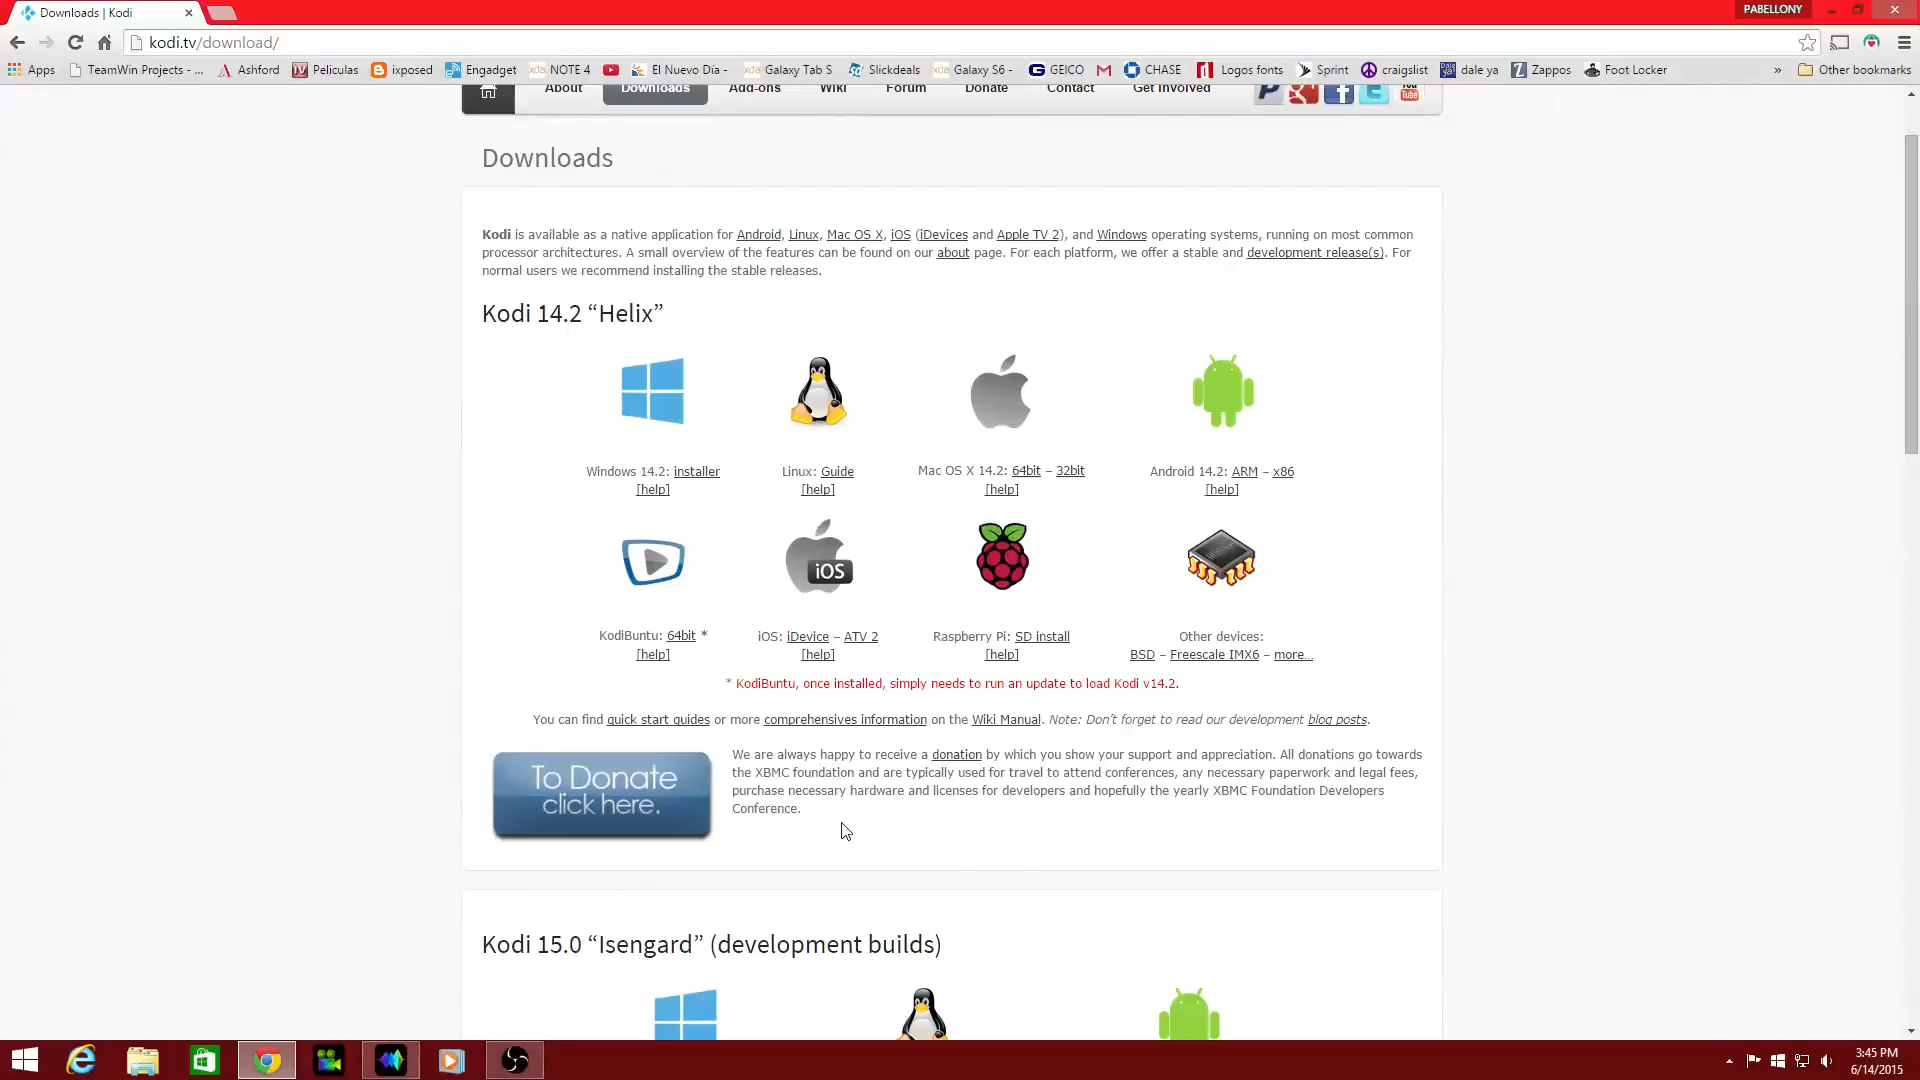 Downloads | Kodi
PABELLONY
kodi.tv/download/
Apps TeamWin Projects - ... Ashford Peliculas ixposed Engadget NOTE 4 El Nuevo Día - Galaxy Tab S Slickdeals Galaxy S6 - GEICO CHASE Logos fonts Sprint craigslist dale ya Zappos Foot Locker » Other bookmarks
About Downloads Add-ons Wiki Forum Donate Contact Get Involved
Downloads
Kodi is available as a native application for Android, Linux, Mac OS X, iOS (iDevices and Apple TV 2), and Windows operating systems, running on most common
processor architectures. A small overview of the features can be found on our about page. For each platform, we offer a stable and development release(s). For
normal users we recommend installing the stable releases.
Kodi 14.2 “Helix”
Windows 14.2: installer
[help]
Linux: Guide
[help]
Mac OS X 14.2: 64bit – 32bit
[help]
Android 14.2: ARM – x86
[help]
iOS
KodiBuntu: 64bit *
[help]
iOS: iDevice – ATV 2
[help]
Raspberry Pi: SD install
[help]
Other devices:
BSD – Freescale IMX6 – more...
* KodiBuntu, once installed, simply needs to run an update to load Kodi v14.2.
You can find quick start guides or more comprehensives information on the Wiki Manual. Note: Don’t forget to read our development blog posts.
To Donate
click here.
We are always happy to receive a donation by which you show your support and appreciation. All donations go towards
the XBMC foundation and are typically used for travel to attend conferences, any necessary paperwork and legal fees,
purchase necessary hardware and licenses for developers and hopefully the yearly XBMC Foundation Developers
Conference.
Kodi 15.0 “Isengard” (development builds)
3:45 PM
6/14/2015